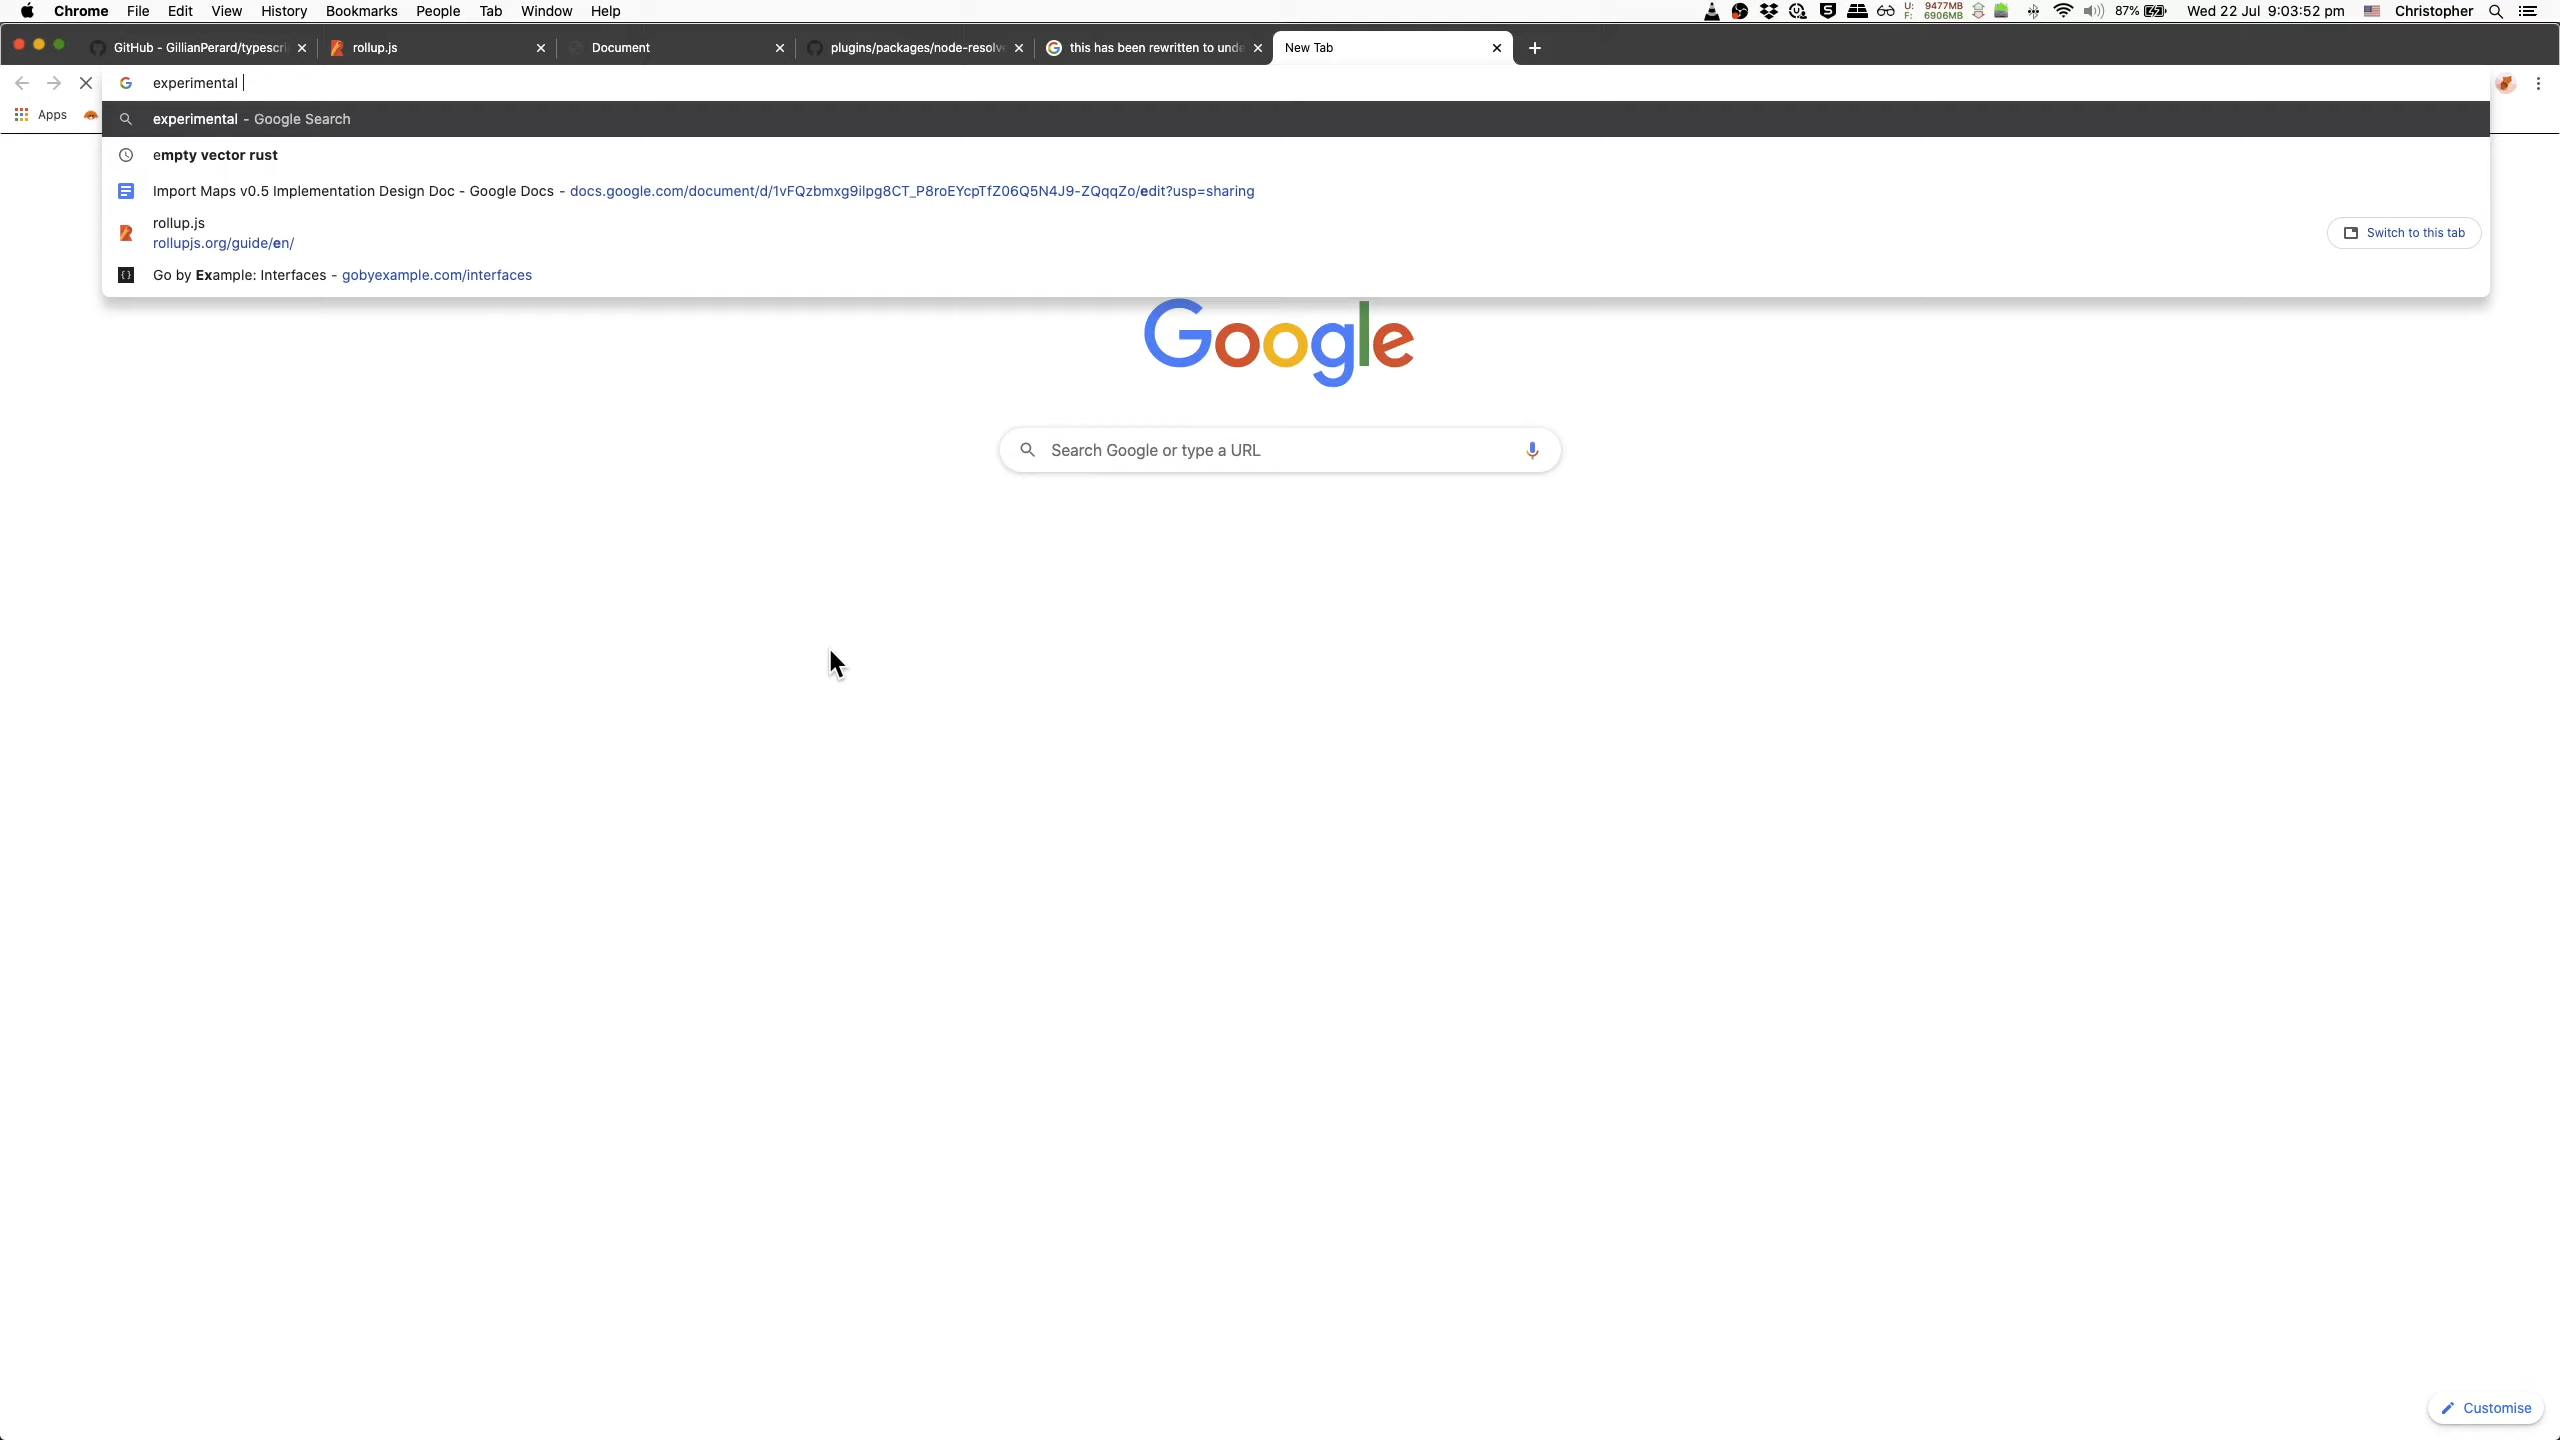 Chrome File Edit View History Bookmarks People Tab Window Help
U: 9477MB
F: 6906MB
87% Wed 22 Jul 9:03:52 pm Christopher
GitHub - GillianPerard/typescri
rollup.js
Document
plugins/packages/node-resolve
this has been rewritten to unde
New Tab
experimental
Apps
experimental - Google Search
empty vector rust
Import Maps v0.5 Implementation Design Doc - Google Docs - docs.google.com/document/d/1vFQzbmxg9ilpg8CT_P8roEYcpTfZ06Q5N4J9-ZQqqZo/edit?usp=sharing
rollup.js
rollupjs.org/guide/en/
Switch to this tab
Go by Example: Interfaces - gobyexample.com/interfaces
Google
Search Google or type a URL
Customise